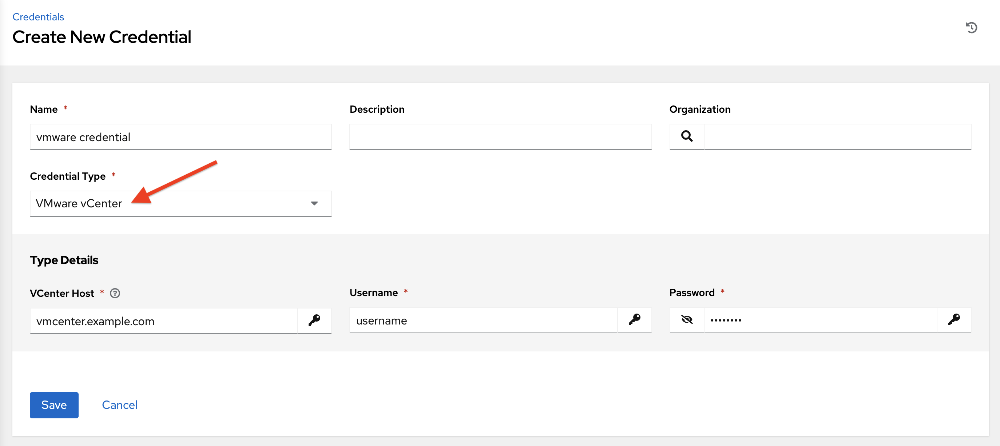 Credentials
Create New Credential
Name *
Description
Organization
vmware credential
Credential Type *
VMware vCenter
Type Details
VCenter Host *
Username *
Password *
vmcenter.example.com
username
••••••••
Save
Cancel